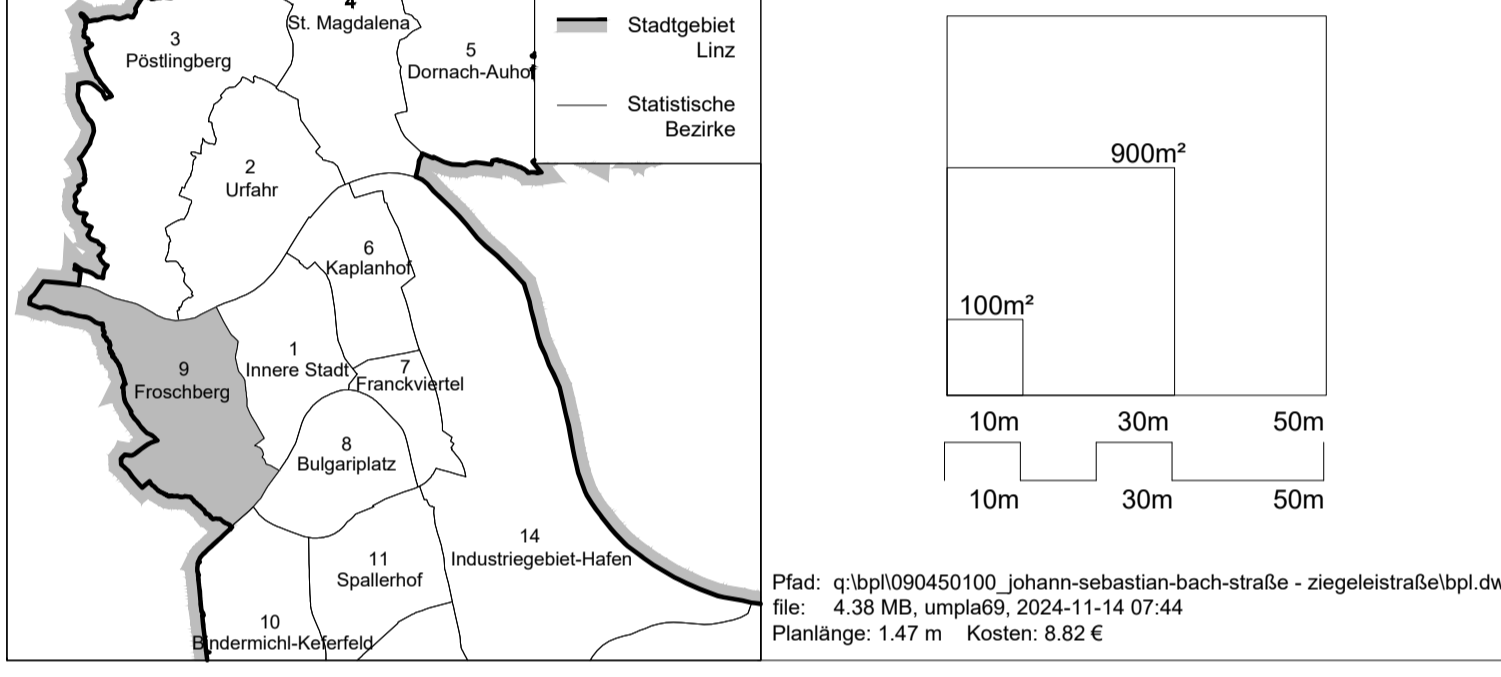 4
St. Magdalena
3
Pöstlingberg
5
Dornach-Auhof
Stadtgebiet
Linz
Statistische
Bezirke
2
Urfahr
6
Kaplanhof
1
Innere Stadt
7
Franckviertel
9
Froschberg
8
Bulgariplatz
14
Industriegebiet-Hafen
11
Spallerhof
10
Bindermichl-Keferfeld
900m²
100m²
10m 30m 50m
10m 30m 50m
Pfad: q:\bpl\090450100_johann-sebastian-bach-straße - ziegeleistraße\bpl.dw
file: 4.38 MB, umpla69, 2024-11-14 07:44
Planlänge: 1.47 m Kosten: 8.82 €